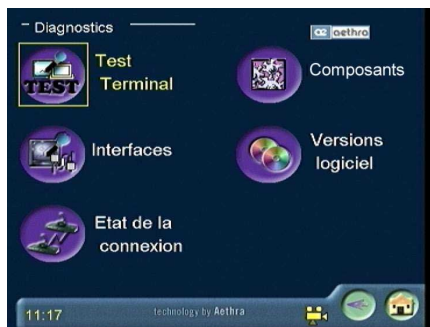 Diagnostics
aethra
Test
Terminal
TEST
Composants
Interfaces
Versions
logiciel
Etat de la
connexion
11:17
technology by Aethra